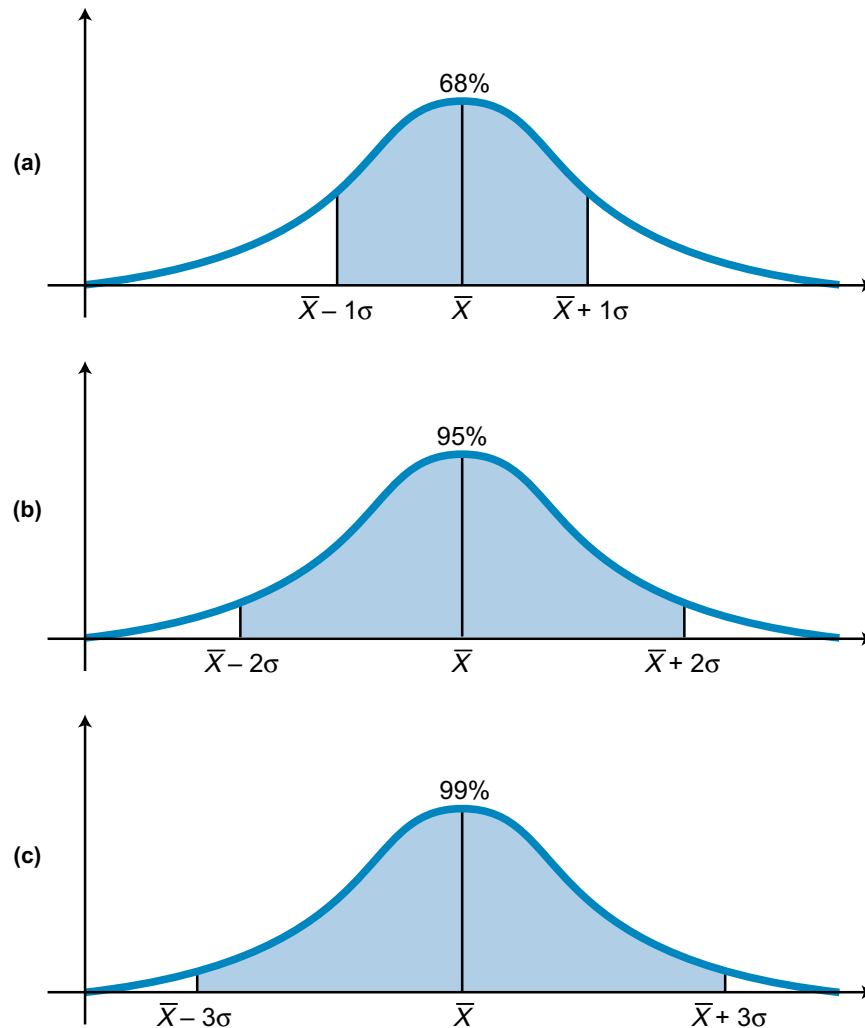 68%
(a)
X̅ – 1σ X̅ X̅ + 1σ
95%
(b)
X̅ – 2σ X̅ X̅ + 2σ
99%
(c)
X̅ – 3σ X̅ X̅ + 3σ